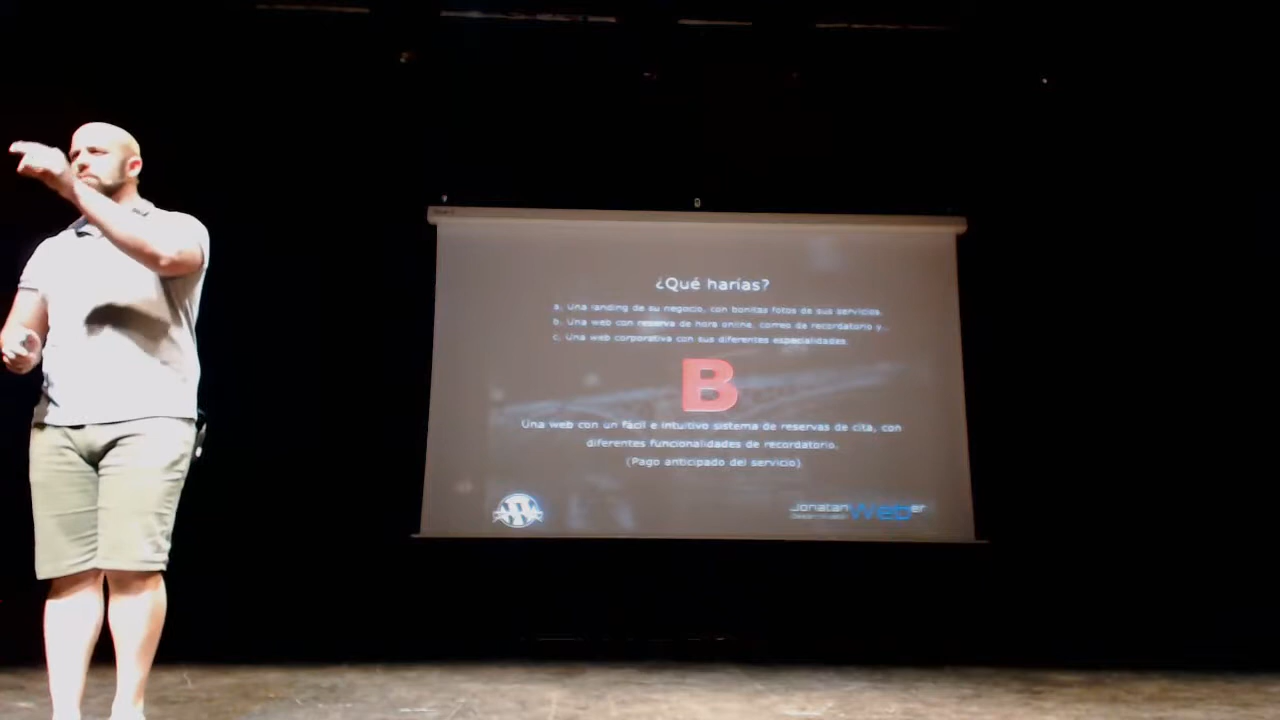 ¿Qué harías?
a. Una landing de su negocio, con bonitas fotos de sus servicios.
b. Una web con reserva de hora online, correo de recordatorio y..
c. Una web corporativa con sus diferentes especialidades.
B
Una web con un fácil e intuitivo sistema de reservas de cita, con
diferentes funcionalidades de recordatorio.
(Pago anticipado del servicio)
Jonatan Weber